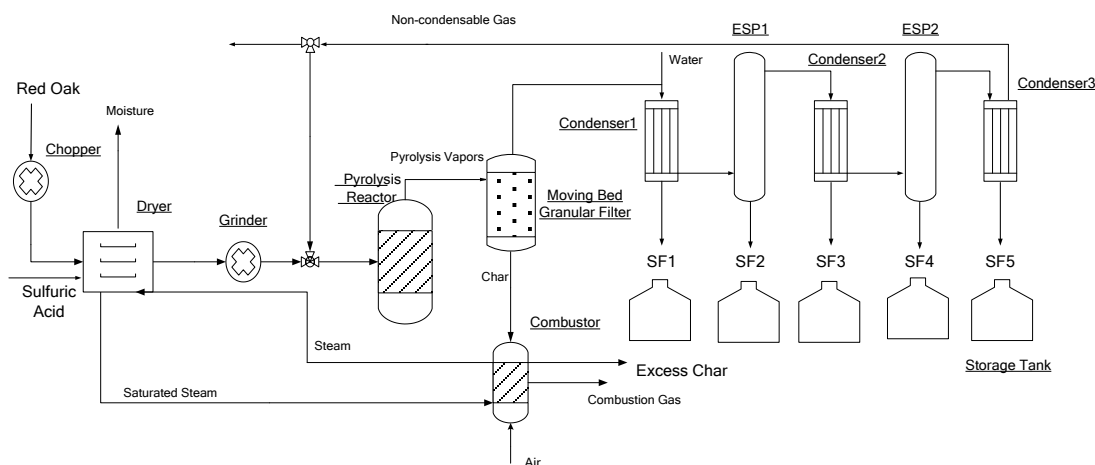 Non-condensable Gas
ESP1
ESP2
Water
Condenser2
Condenser3
Red Oak
Moisture
Chopper
Condenser1
Pyrolysis Vapors
Pyrolysis
Reactor
Moving Bed
Granular Filter
Dryer
Grinder
SF1
SF2
SF3
SF4
SF5
Char
Sulfuric
Acid
Combustor
Steam
Excess Char
Storage Tank
Saturated Steam
Combustion Gas
Air